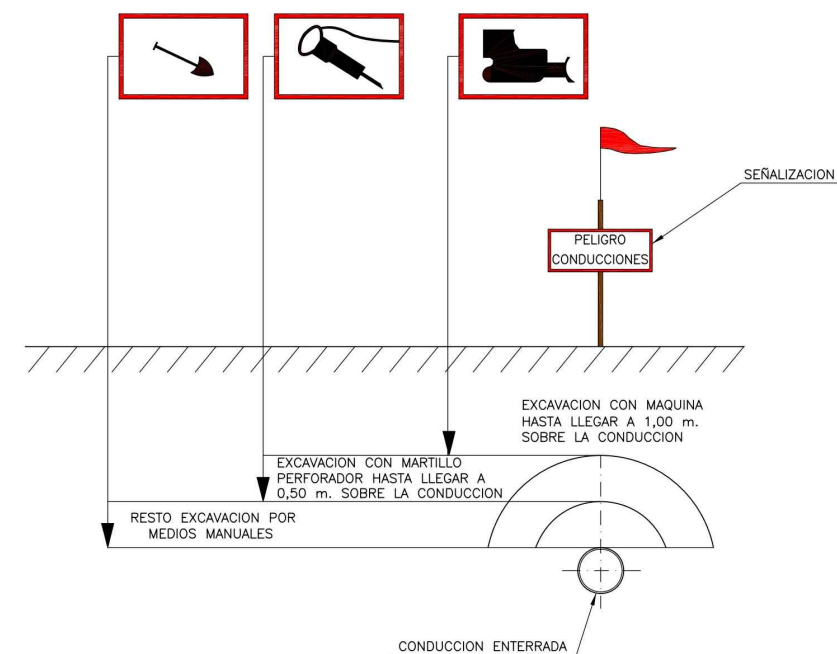 SEÑALIZACION
PELIGRO
CONDUCCIONES
EXCAVACION CON MAQUINA
HASTA LLEGAR A 1,00 m.
SOBRE LA CONDUCCION
EXCAVACION CON MARTILLO
PERFORADOR HASTA LLEGAR A
0,50 m. SOBRE LA CONDUCCION
RESTO EXCAVACION POR
MEDIOS MANUALES
CONDUCCION ENTERRADA